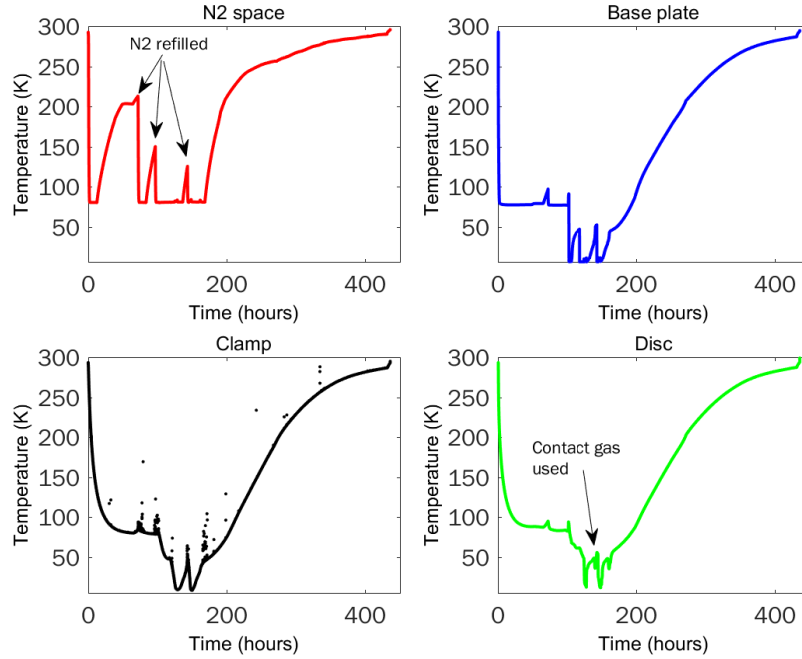 N2 space
N2 refilled
300
250
200
150
100
50
0
200
400
Temperature (K)
Time (hours)
Base plate
300
250
200
150
100
50
0
200
400
Temperature (K)
Time (hours)
Clamp
300
250
200
150
100
50
0
200
400
Temperature (K)
Time (hours)
Disc
Contact gas
used
300
250
200
150
100
50
0
200
400
Temperature (K)
Time (hours)